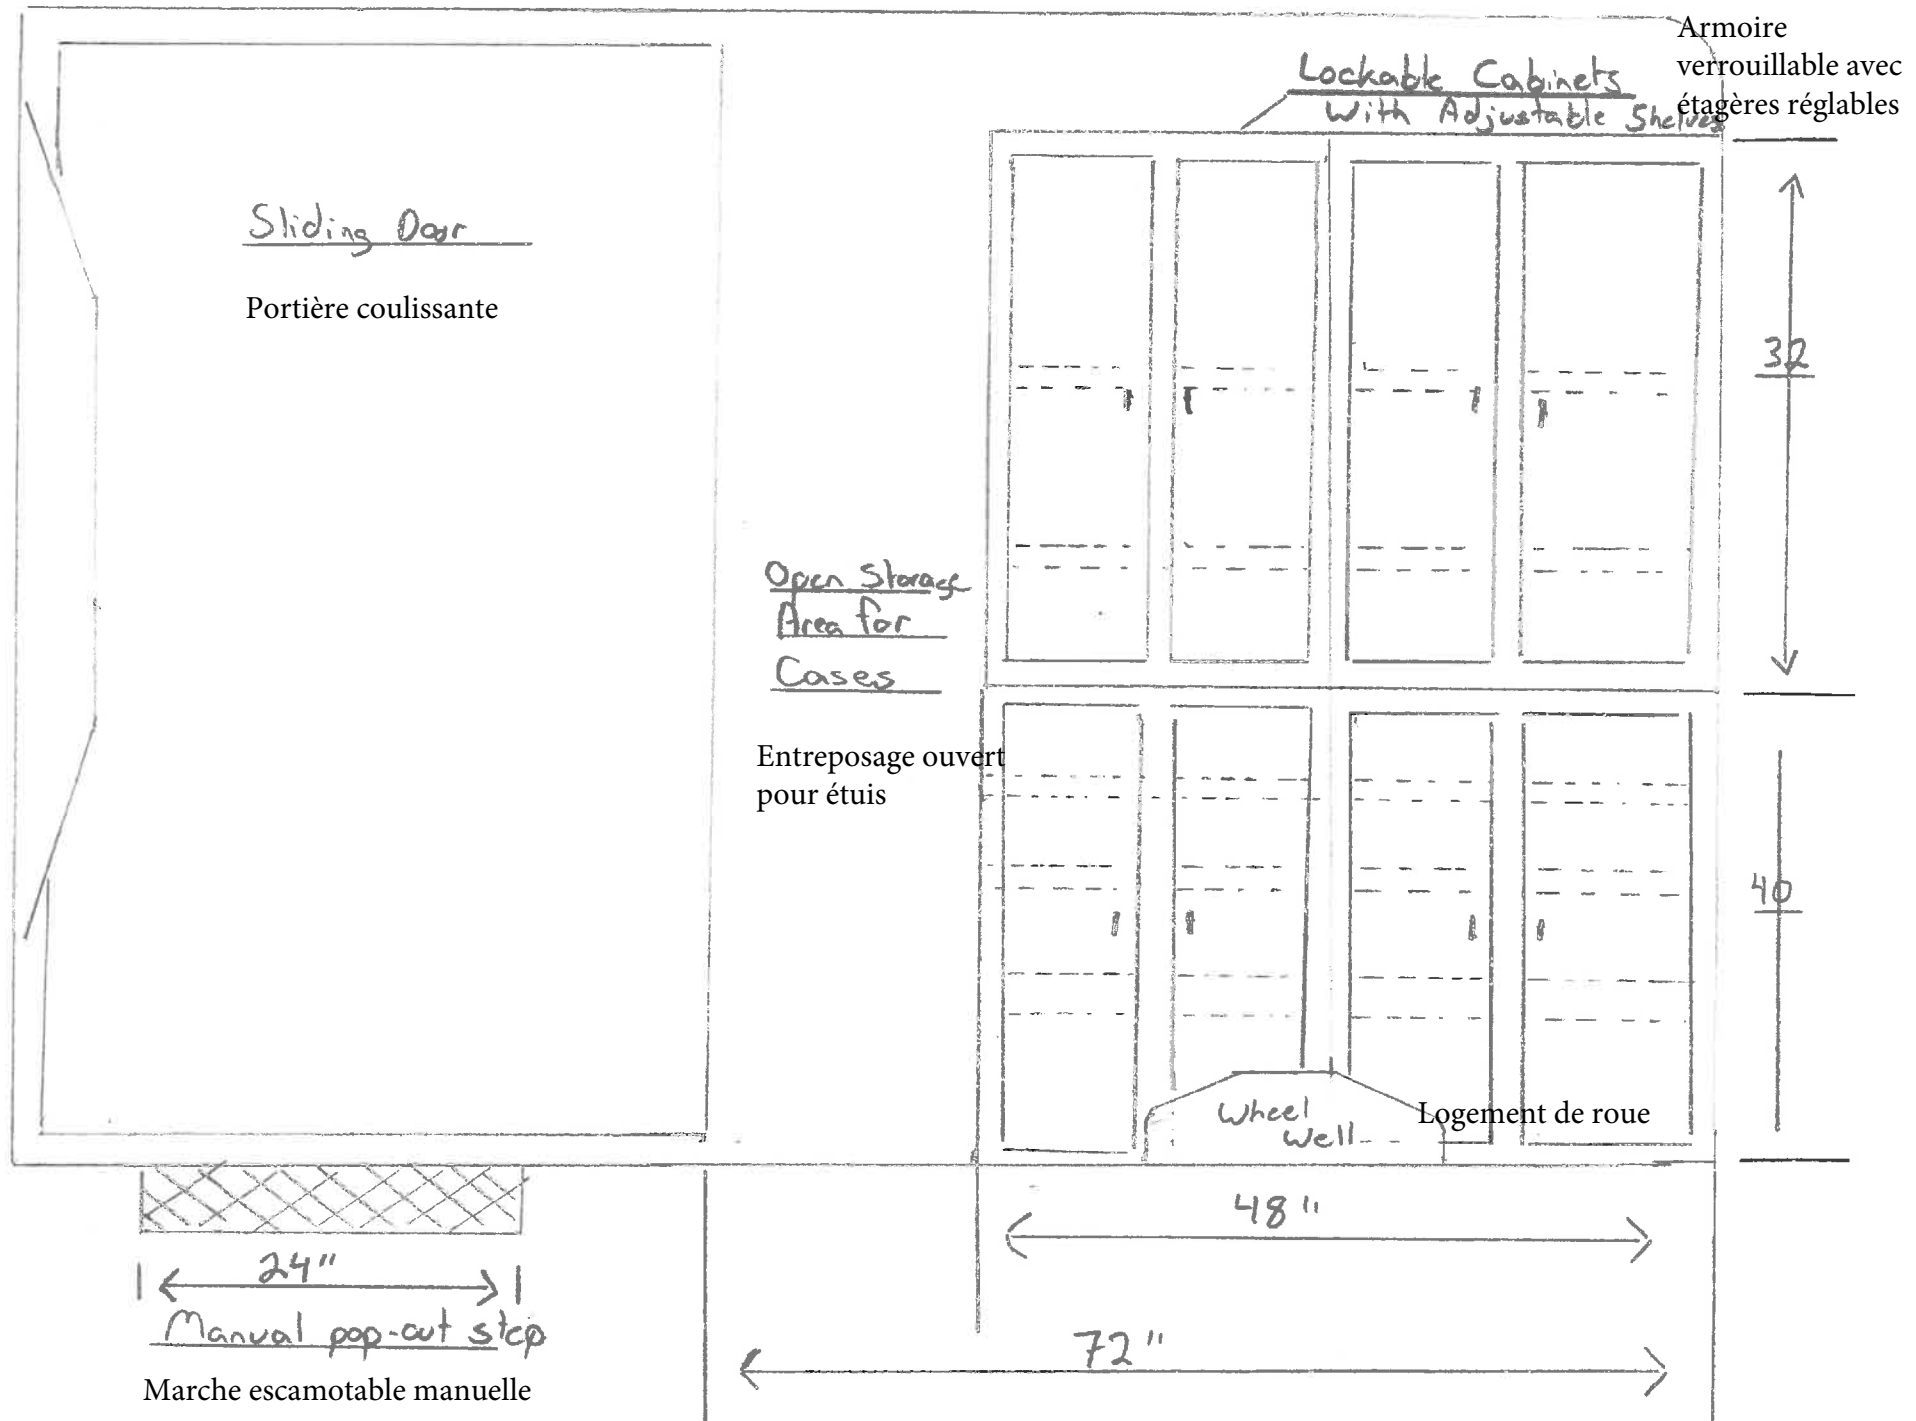 Armoire
verrouillable avec
étagères réglables
Lockable Cabinets
With Adjustable Shelves
Sliding Door
Portière coulissante
32
Open Storage
Area for
Cases
Entreposage ouvert
pour étuis
40
Wheel
Well
Logement de roue
48"
24"
Manual pop-out step
72"
Marche escamotable manuelle